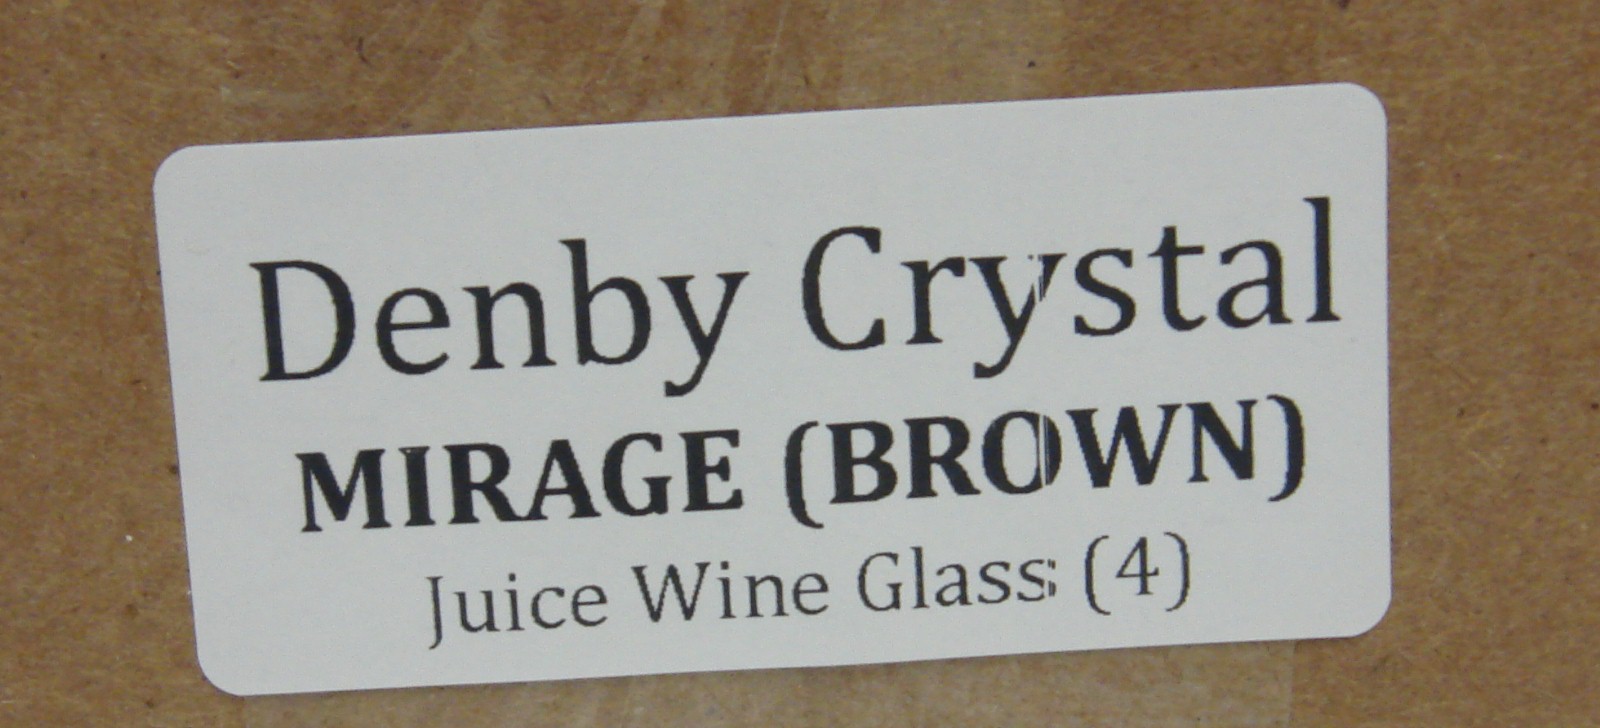 Denby Crystal
MIRAGE (BROWN)
Juice Wine Glass (4)